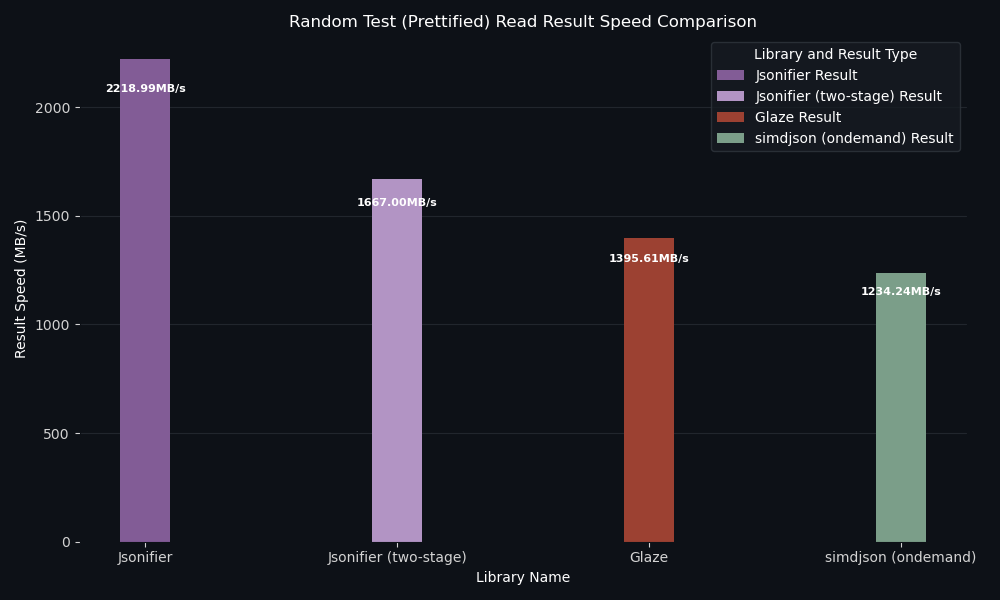 Random Test (Prettified) Read Result Speed Comparison
Library and Result Type
Jsonifier Result
Jsonifier (two-stage) Result
Glaze Result
simdjson (ondemand) Result
2218.99MB/s
1667.00MB/s
1395.61MB/s
1234.24MB/s
Result Speed (MB/s)
2000
1500
1000
500
0
Jsonifier
Jsonifier (two-stage)
Glaze
simdjson (ondemand)
Library Name